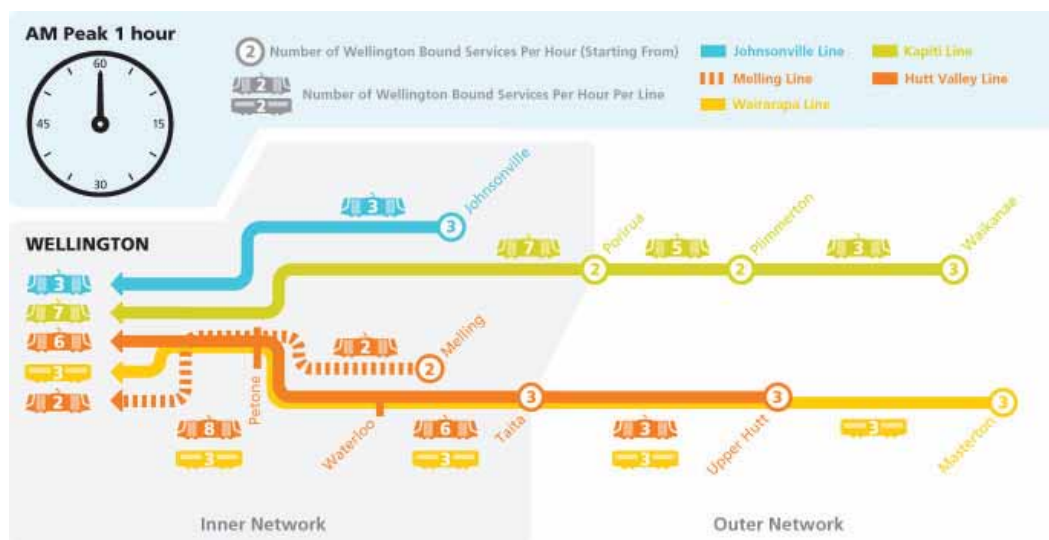 AM Peak 1 hour
60
45
15
30
2 Number of Wellington Bound Services Per Hour (Starting From)
2
2
Number of Wellington Bound Services Per Hour Per Line
Johnsonville Line
Kapiti Line
Melling Line
Hutt Valley Line
Wairarapa Line
WELLINGTON
3
7
6
3
2
3
3
Johnsonville
7
2
Porirua
5
2
Plimmerton
3
3
Waikanae
2
2
Melling
Petone
8
3
Waterloo
6
3
3
Taita
3
3
3
Upper Hutt
3
3
Masterton
Inner Network
Outer Network